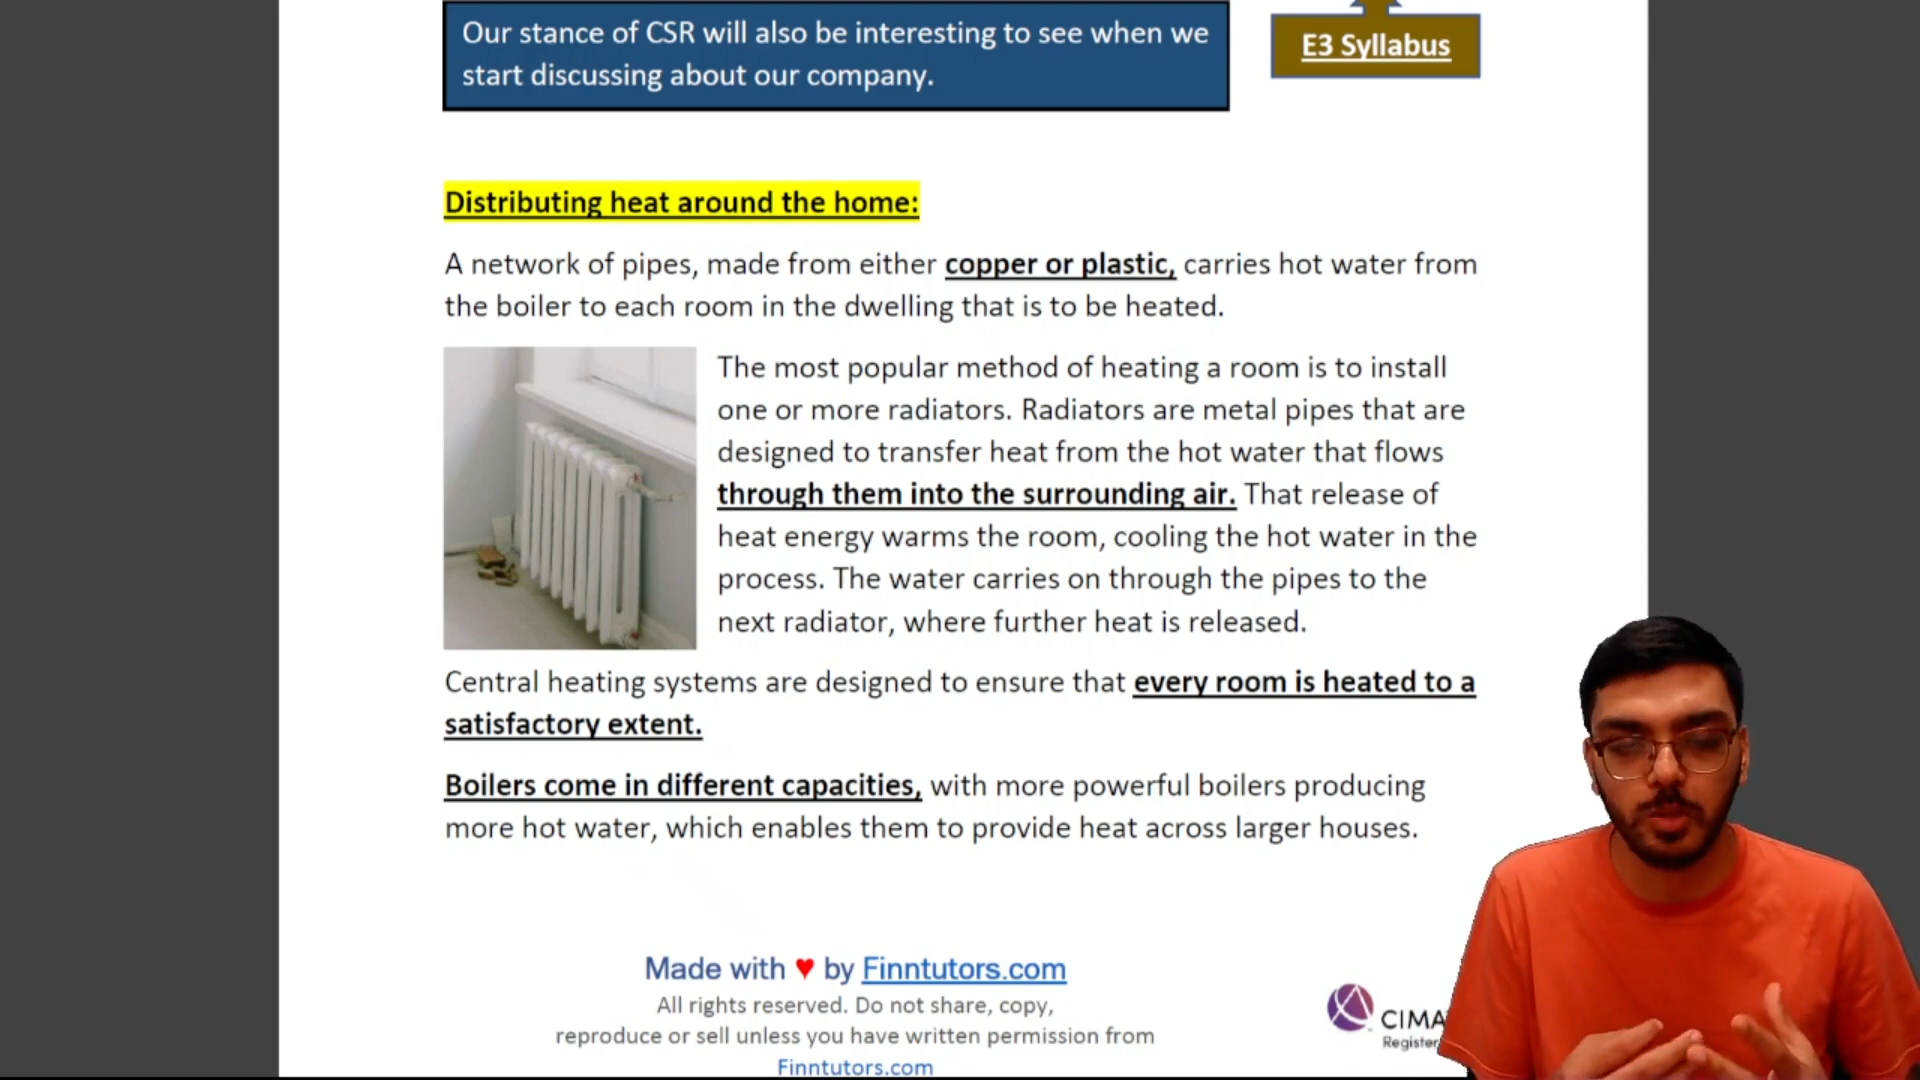 Our stance of CSR will also be interesting to see when we
start discussing about our company.
E3 Syllabus
Distributing heat around the home:
A network of pipes, made from either copper or plastic, carries hot water from
the boiler to each room in the dwelling that is to be heated.
The most popular method of heating a room is to install
one or more radiators. Radiators are metal pipes that are
designed to transfer heat from the hot water that flows
through them into the surrounding air. That release of
heat energy warms the room, cooling the hot water in the
process. The water carries on through the pipes to the
next radiator, where further heat is released.
Central heating systems are designed to ensure that every room is heated to a
satisfactory extent.
Boilers come in different capacities, with more powerful boilers producing
more hot water, which enables them to provide heat across larger houses.
Made with ♥ by Finntutors.com
All rights reserved. Do not share, copy,
reproduce or sell unless you have written permission from
Finntutors.com
CIMA
Register